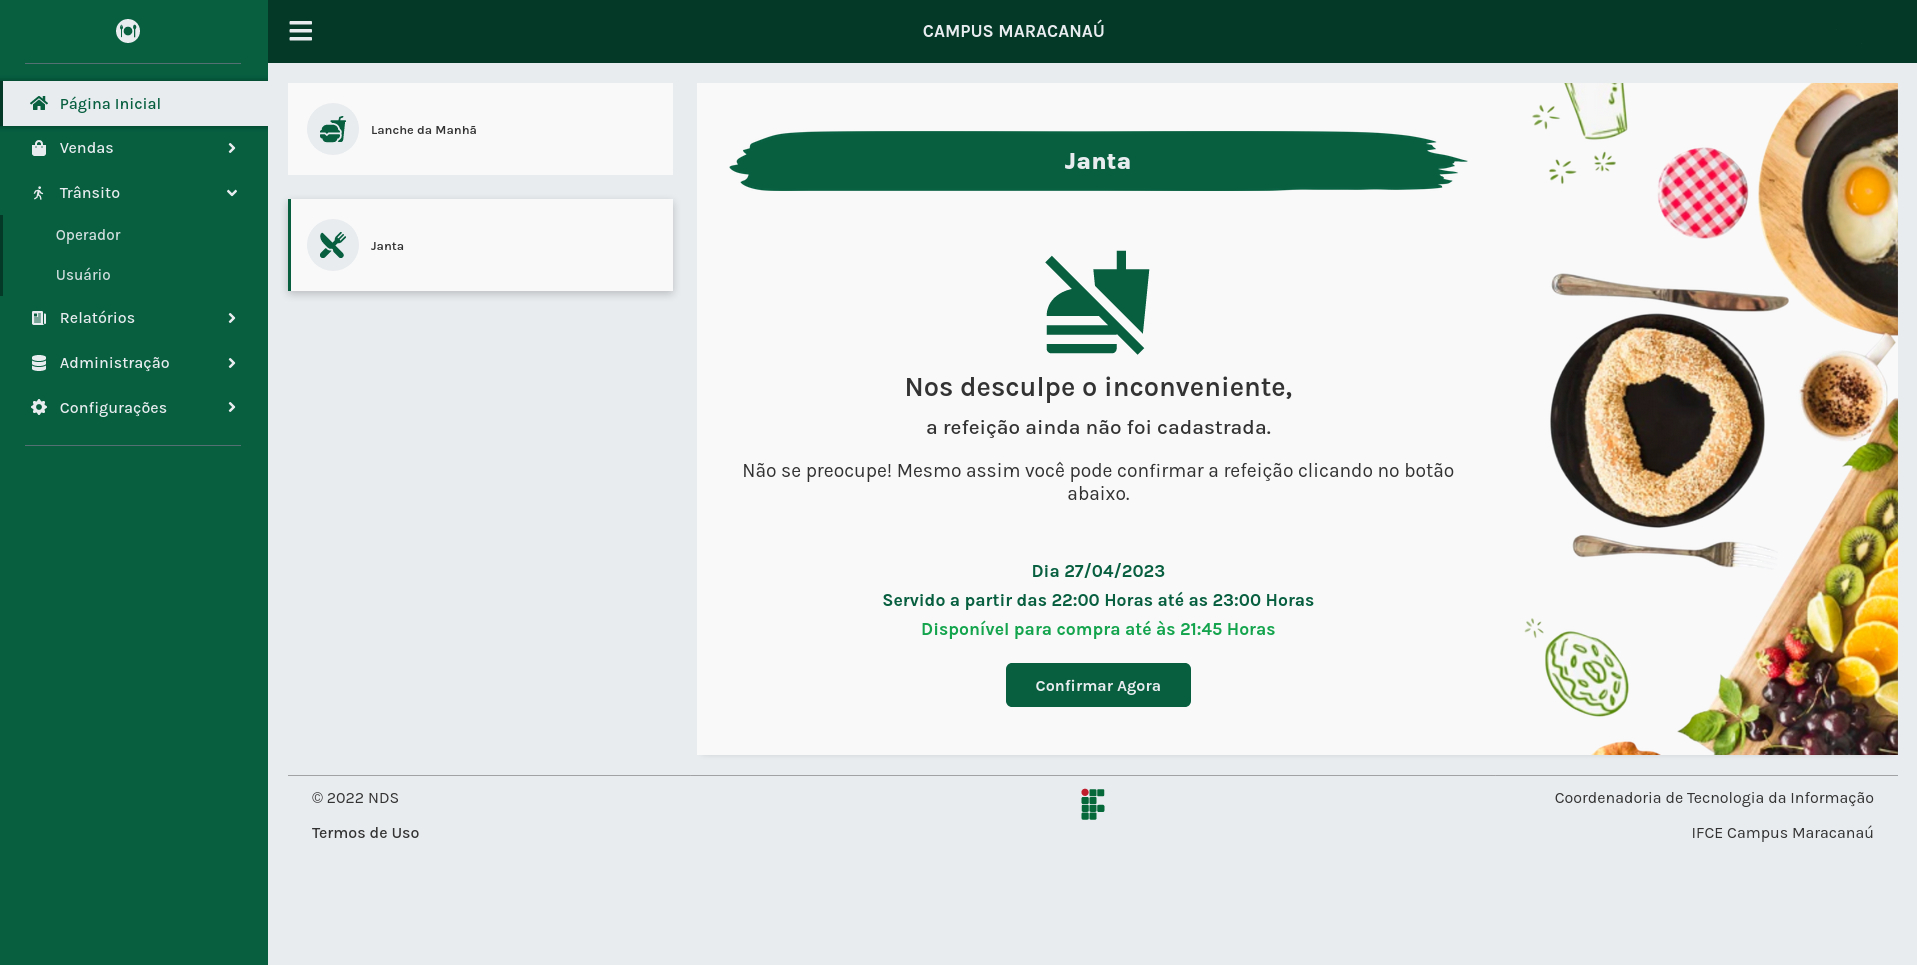 CAMPUS MARACANAÚ
Página Inicial
Vendas
Trânsito
Operador
Usuário
Relatórios
Administração
Configurações
Lanche da Manhã
Janta
Janta
Nos desculpe o inconveniente,
a refeição ainda não foi cadastrada.
Não se preocupe! Mesmo assim você pode confirmar a refeição clicando no botão
abaixo.
Dia 27/04/2023
Servido a partir das 22:00 Horas até as 23:00 Horas
Disponível para compra até às 21:45 Horas
Confirmar Agora
© 2022 NDS
Termos de Uso
Coordenadoria de Tecnologia da Informação
IFCE Campus Maracanaú